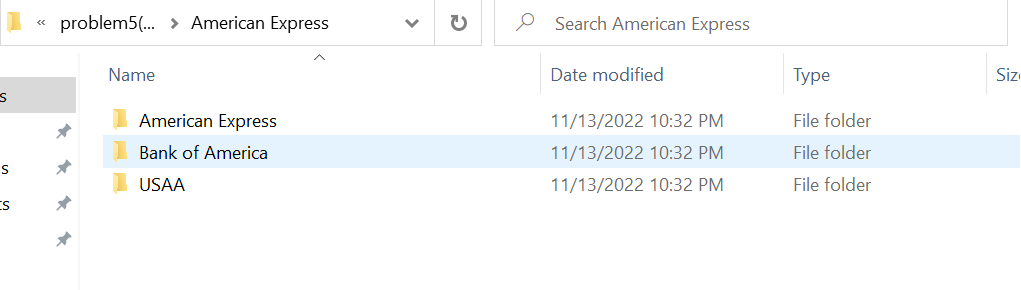 « problem5(... > American Express
Search American Express
Name Date modified Type Siz
American Express 11/13/2022 10:32 PM File folder
s
Bank of America 11/13/2022 10:32 PM File folder
s
USAA 11/13/2022 10:32 PM File folder
ts